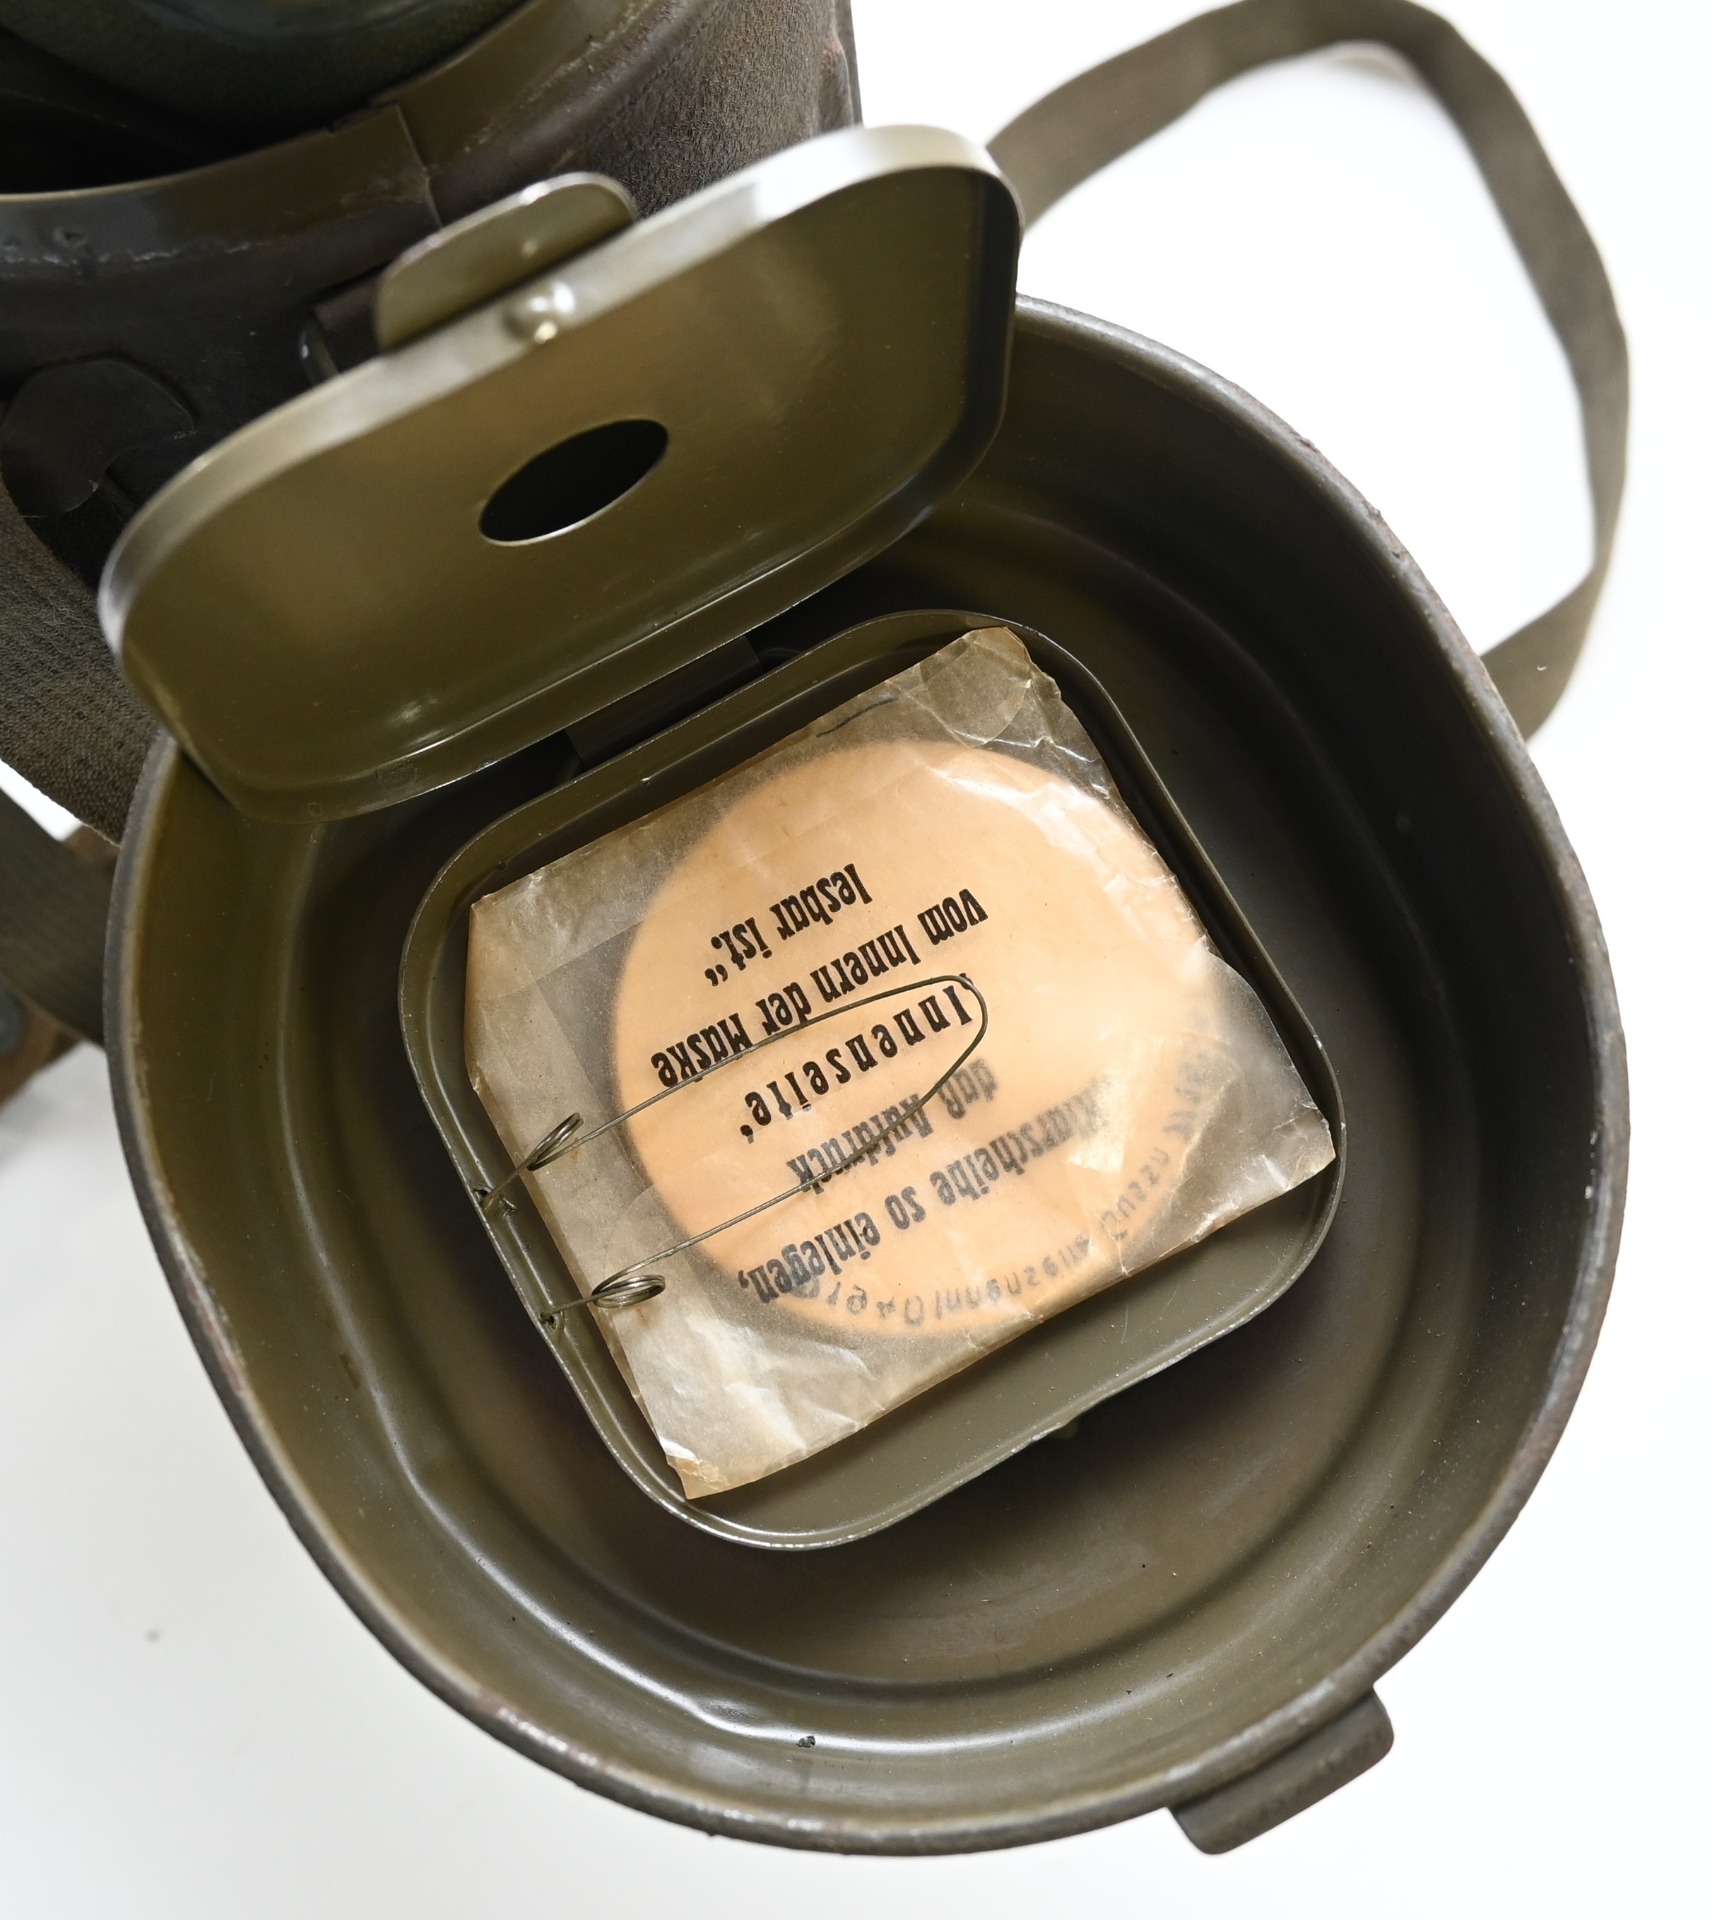 Klarscheibe so einlegen,
daß Aufdruck
‚Innenseite‘
vom Innern der Maske
lesbar ist.“